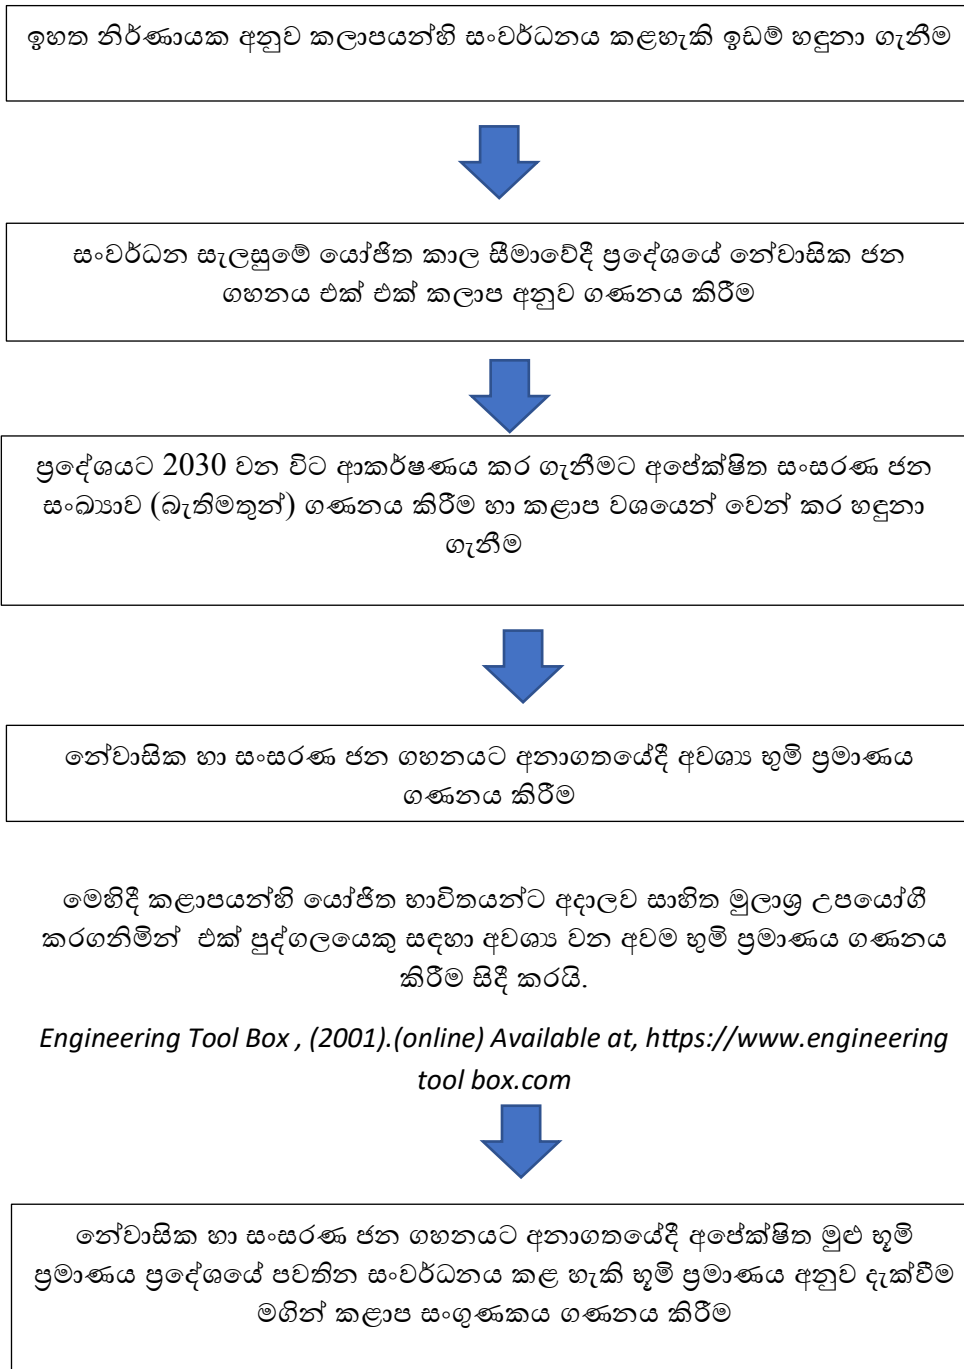 ඉහත නිර්ණායක අනුව කලාපයන්හි සංවර්ධනය කළහැකි ඉඩම් හඳුනා ගැනීම
සංවර්ධන සැලසුමේ යෝජිත කාල සීමාවේදී ප්‍රදේශයේ නේවාසික ජන
ගහනය එක් එක් කලාප අනුව ගණනය කිරීම
ප්‍රදේශයට 2030 වන විට ආකර්ෂණය කර ගැනීමට අපේක්ෂිත සංසරණ ජන
සංඛ්‍යාව (බැතිමතුන්) ගණනය කිරීම හා කළාප වශයෙන් වෙන් කර හඳුනා
ගැනීම
නේවාසික හා සංසරණ ජන ගහනයට අනාගතයේදී අවශ්‍ය භුමි ප්‍රමාණය
ගණනය කිරීම
මෙහිදී කළාපයන්හි යෝජිත භාවිතයන්ට අදාලව සාහිත මුලාශ්‍ර උපයෝගී
කරගනිමින් එක් පුද්ගලයෙකු සඳහා අවශ්‍ය වන අවම භුමි ප්‍රමාණය ගණනය
කිරීම සිදී කරයි.
Engineering Tool Box , (2001).(online) Available at, https://www.engineering
tool box.com
නේවාසික හා සංසරණ ජන ගහනයට අනාගතයේදී අපේක්ෂිත මුළු භූමි
ප්‍රමාණය ප්‍රදේශයේ පවතින සංවර්ධනය කළ හැකි භූමි ප්‍රමාණය අනුව දැක්වීම
මගින් කළාප සංගුණකය ගණනය කිරීම